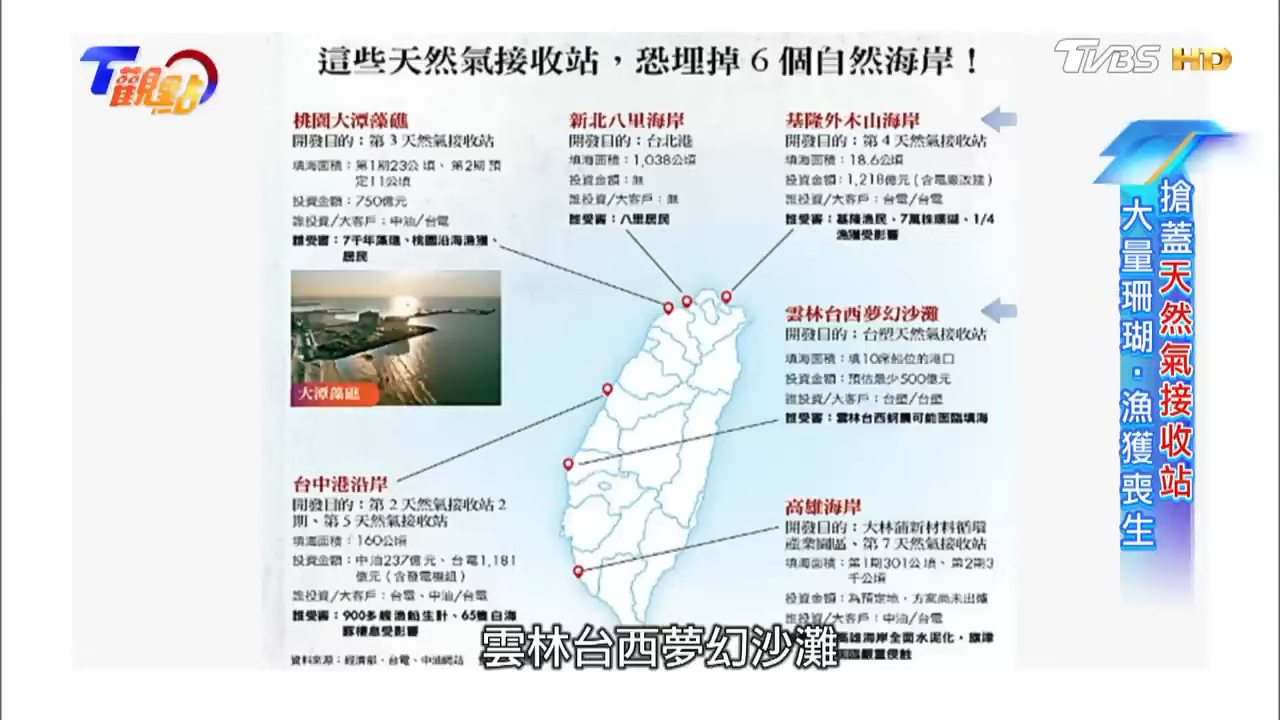 T觀點
TVBS HD
這些天然氣接收站，恐埋掉6個自然海岸！
桃園大潭藻礁
開發目的：第3天然氣接收站
填海面積：第1期23公頃、第2期預
定11公頃
投資金額：750億元
誰投資/大客戶：中油/台電
誰受害：7千年藻礁、桃園沿海漁獲、
居民
大潭藻礁
新北八里海岸
開發目的：台北港
填海面積：1,038公頃
投資金額：無
誰投資/大客戶：無
誰受害：八里居民
基隆外木山海岸
開發目的：第4天然氣接收站
填海面積：18.6公頃
投資金額：1,218億元（含電廠改建）
誰投資/大客戶：台電/台電
誰受害：基隆漁民、7萬株珊瑚、1/4
漁獲受影響
雲林台西夢幻沙灘
開發目的：台塑天然氣接收站
填海面積：填10席船位的港口
投資金額：預估最少500億元
誰投資/大客戶：台塑/台塑
誰受害：雲林台西蚵農可能面臨填海
台中港沿岸
開發目的：第2天然氣接收站2
期、第5天然氣接收站
填海面積：160公頃
投資金額：中油237億元、台電1,181
億元（含發電機組）
誰投資/大客戶：台電、中油/台電
誰受害：900多艘漁船生計、65隻白海
豚棲息受影響
資料來源：經濟部、台電、中油網站
高雄海岸
開發目的：大林蒲新材料循環
產業園區、第7天然氣接收站
填海面積：第1期301公頃、第2期3
千公頃
投資金額：為預定地，方案尚未出爐
誰投資/大客戶：中油/台電
高雄海岸全面水泥化，旗津
嚴重侵蝕
搶蓋天然氣接收站
大量珊瑚．漁獲喪生
雲林台西夢幻沙灘